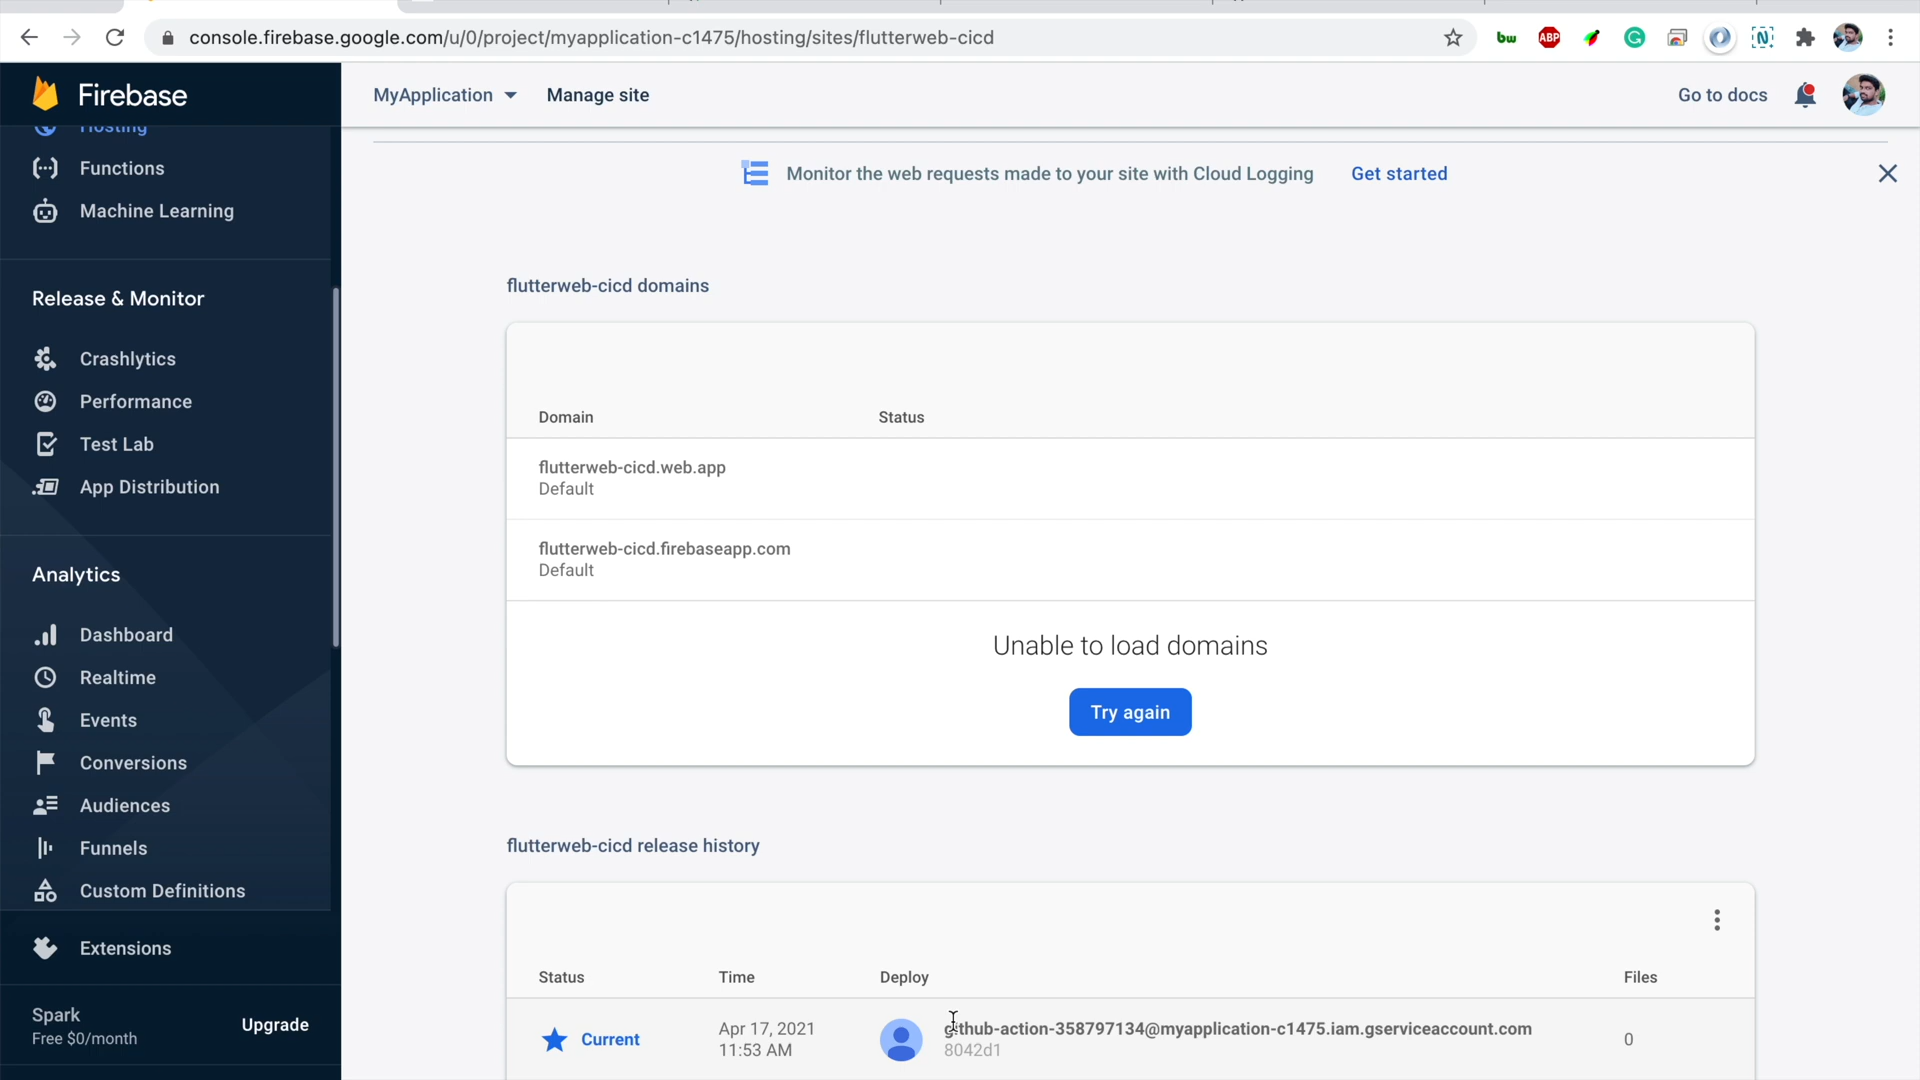 console.firebase.google.com/u/0/project/myapplication-c1475/hosting/sites/flutterweb-cicd
bw
ABP
G
N
Firebase
MyApplication
Manage site
Go to docs
Hosting
Functions
Machine Learning
Release & Monitor
Crashlytics
Performance
Test Lab
App Distribution
Analytics
Dashboard
Realtime
Events
Conversions
Audiences
Funnels
Custom Definitions
Extensions
Spark
Free $0/month
Upgrade
Monitor the web requests made to your site with Cloud Logging
Get started
flutterweb-cicd domains
Domain
Status
flutterweb-cicd.web.app
Default
flutterweb-cicd.firebaseapp.com
Default
Unable to load domains
Try again
flutterweb-cicd release history
Status
Time
Deploy
Files
Current
Apr 17, 2021
11:53 AM
github-action-358797134@myapplication-c1475.iam.gserviceaccount.com
8042d1
0